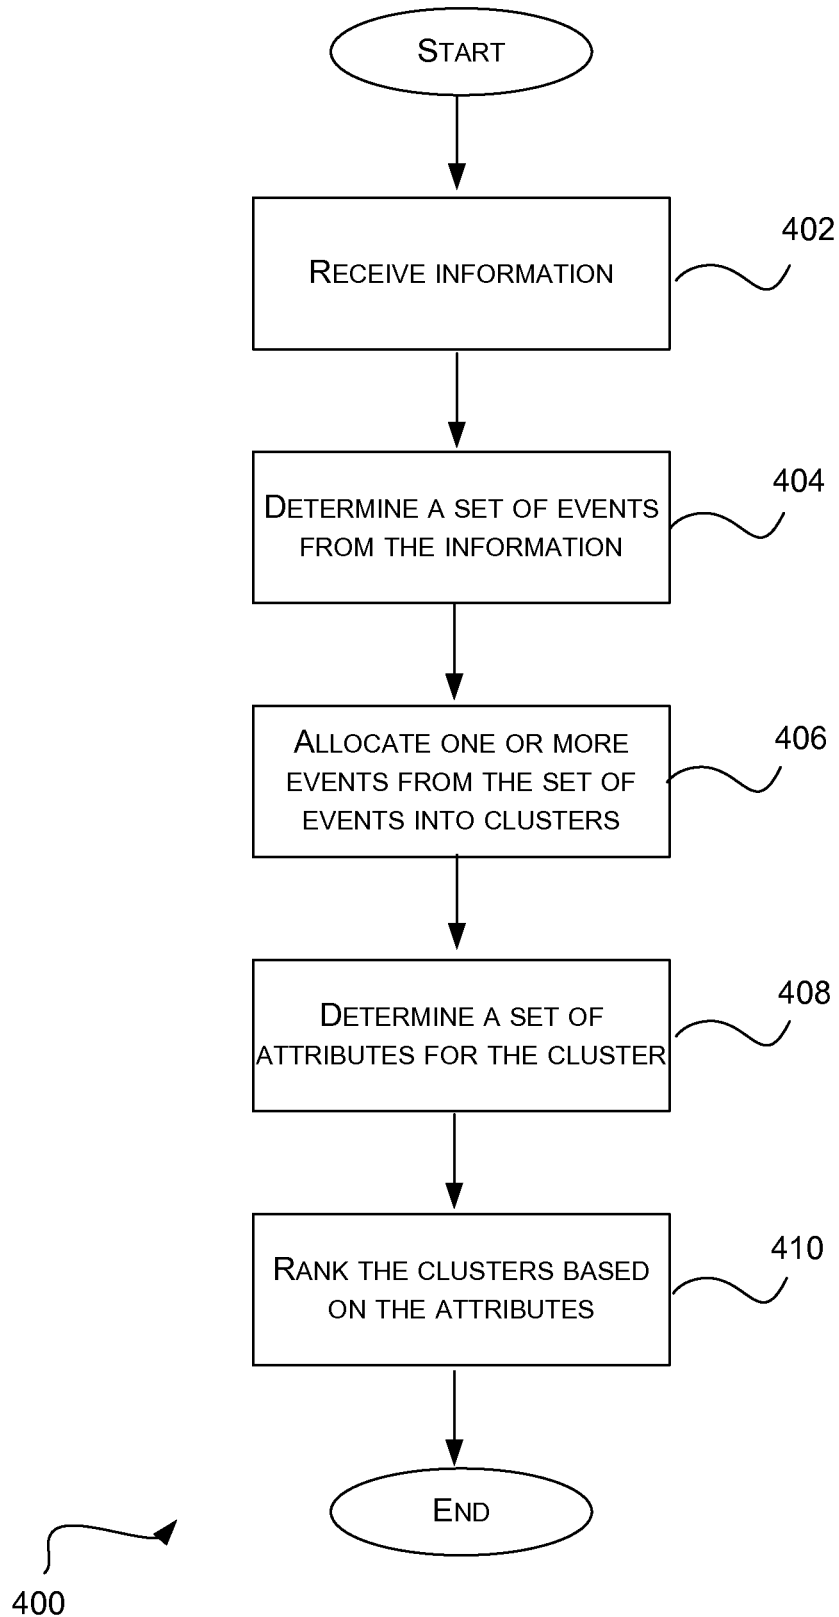 START
RECEIVE INFORMATION
402
DETERMINE A SET OF EVENTS
FROM THE INFORMATION
404
ALLOCATE ONE OR MORE
EVENTS FROM THE SET OF
EVENTS INTO CLUSTERS
406
DETERMINE A SET OF
ATTRIBUTES FOR THE CLUSTER
408
RANK THE CLUSTERS BASED
ON THE ATTRIBUTES
410
END
400